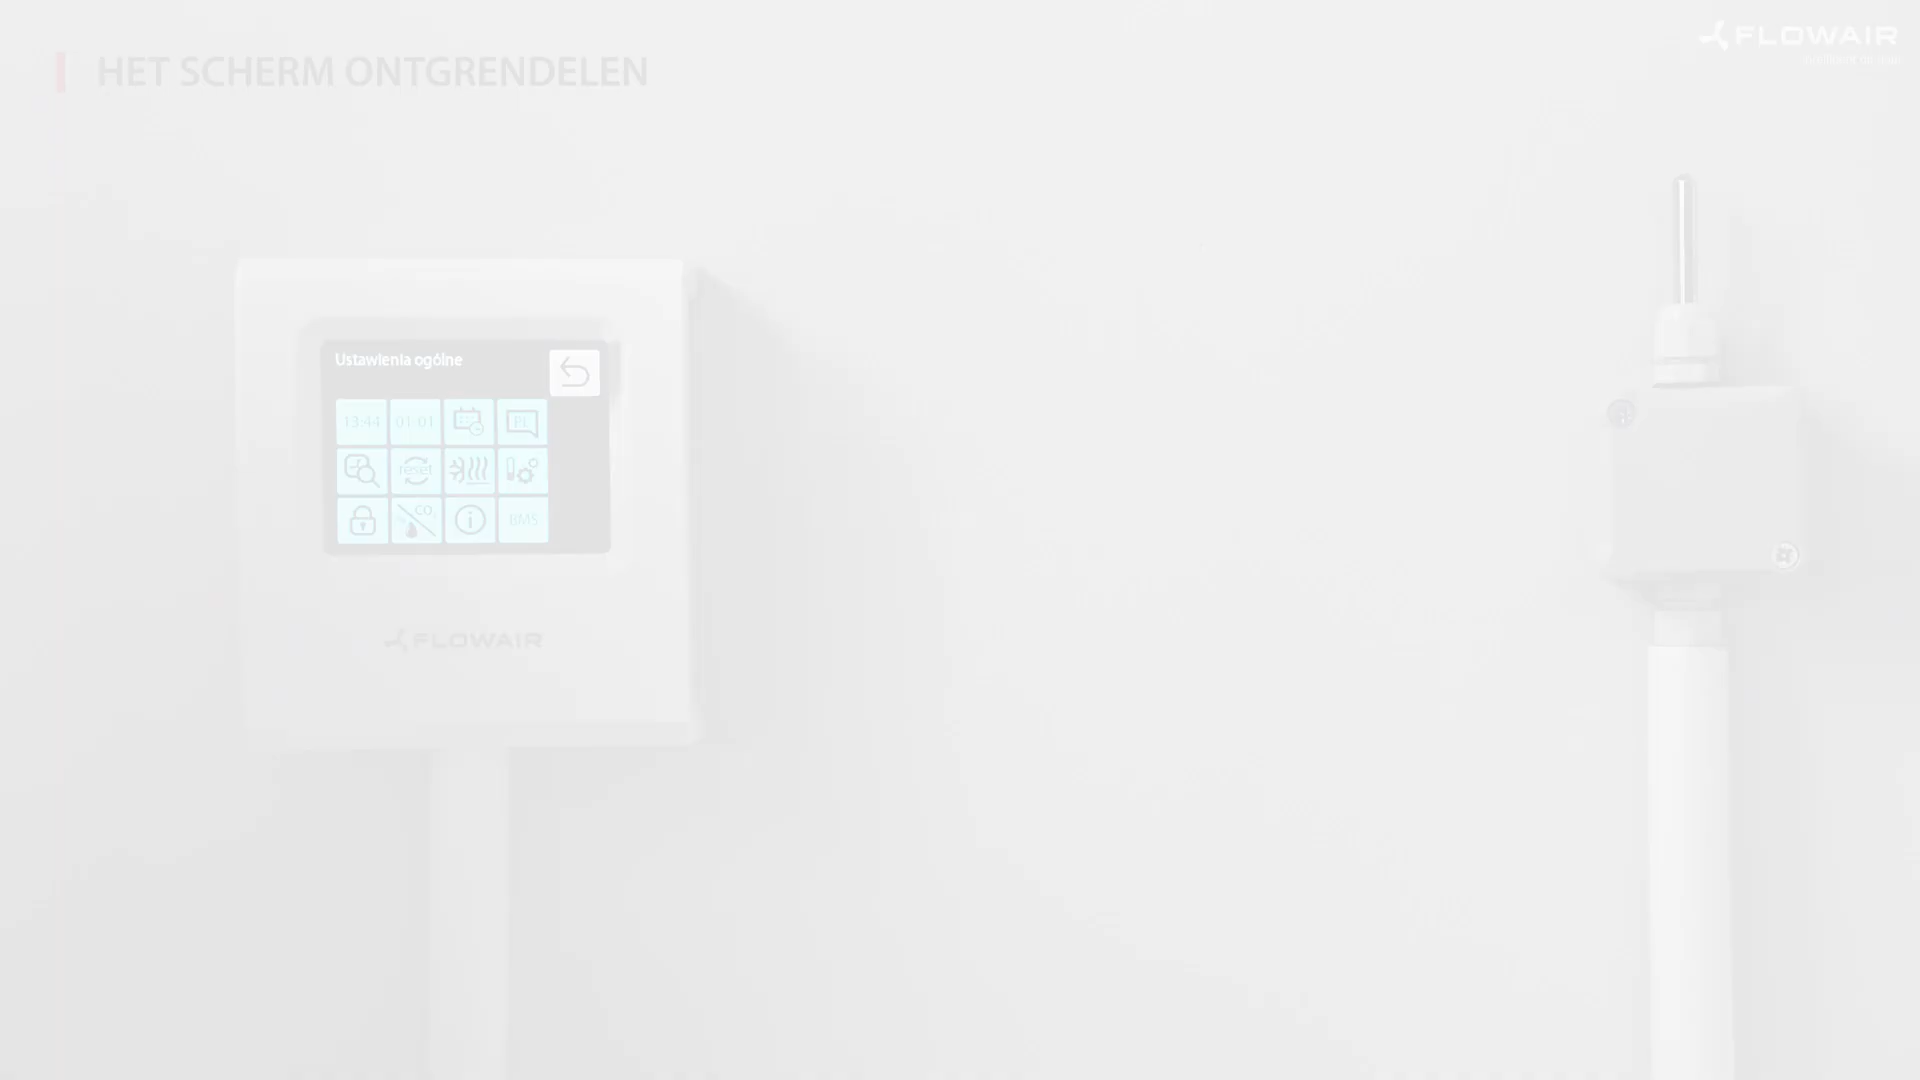 HET SCHERM ONTGRENDELEN
FLOWAIR
Ustawienia ogólne
13:44
01:01
PL
reset
CO₂
BMS
FLOWAIR